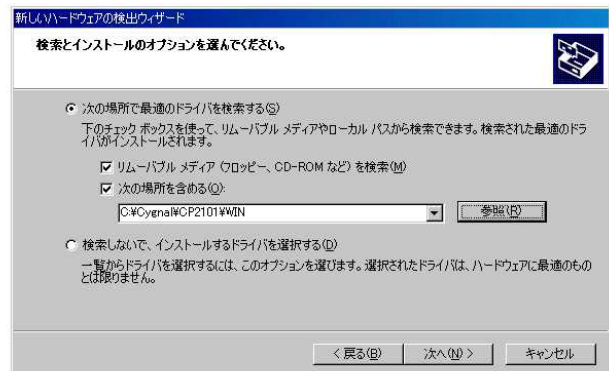 新しいハードウェアの検出ウィザード
検索とインストールのオプションを選んでください。
次の場所で最適のドライバを検索する(S)
下のチェック ボックスを使って、リムーバブル メディアやローカル パスから検索できます。検索された最適のドラ
イバがインストールされます。
リムーバブル メディア (フロッピー、CD-ROM など) を検索(M)
次の場所を含める(O):
C:¥Cygnal¥CP2101¥WIN
参照(R)
検索しないで、インストールするドライバを選択する(D)
一覧からドライバを選択するには、このオプションを選びます。選択されたドライバは、ハードウェアに最適のもの
とは限りません。
< 戻る(B)
次へ(N) >
キャンセル